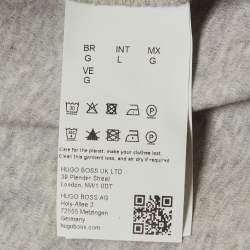 BR INT MX
G L G
VE
G
Care for the planet, make your clothes last
Clean this garment less, and air dry if required
HUGO BOSS UK LTD
39 Plender Street
London, NW1 0DT
HUGO BOSS AG
Holy-Allee 3
72555 Metzingen
Germany
hugoboss.com